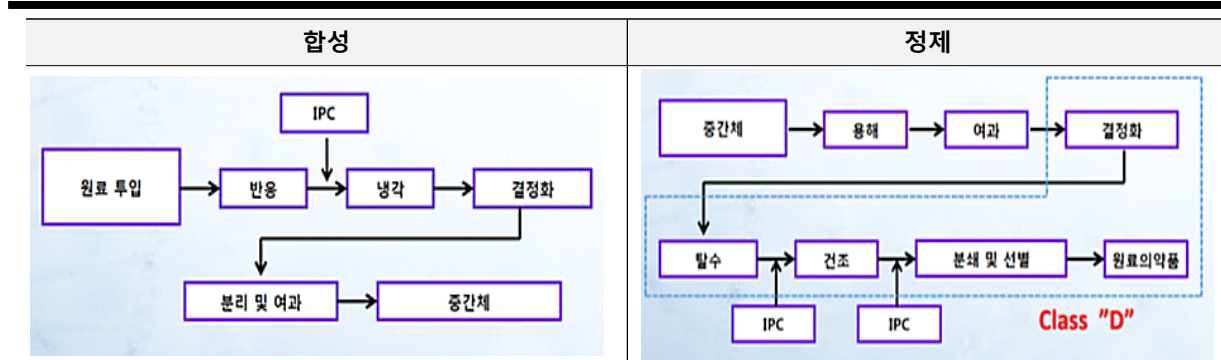 합성
정제
IPC
원료 투입
반응
냉각
결정화
분리 및 여과
중간체
중간체
용해
여과
결정화
탈수
건조
분쇄 및 선별
원료의약품
IPC
IPC
Class "D"